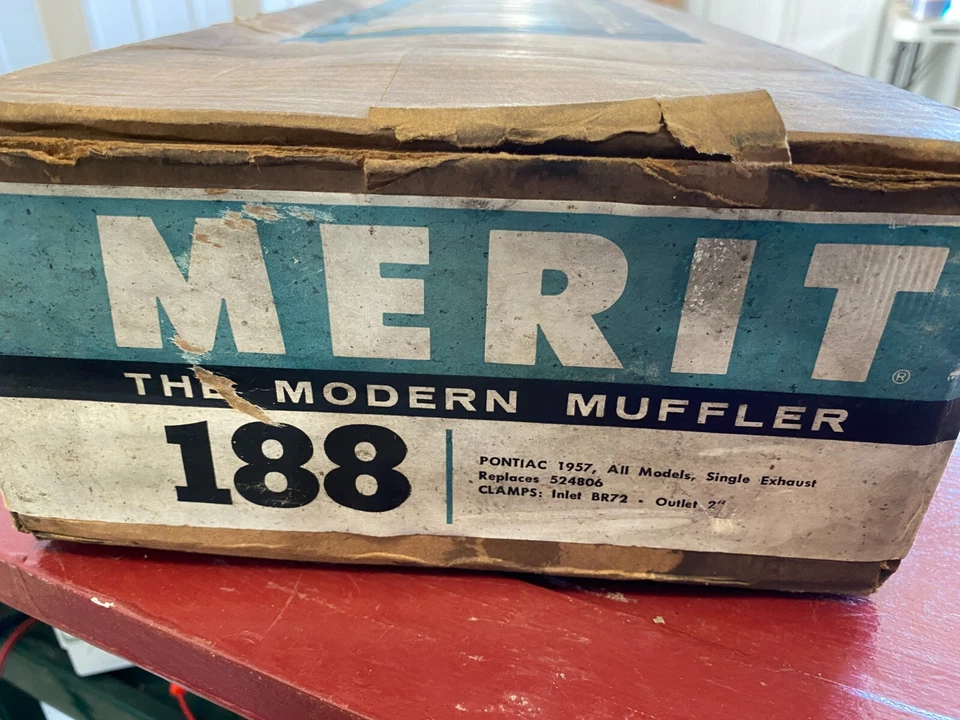 MERIT®
THE MODERN MUFFLER
188
PONTIAC 1957, All Models, Single Exhaust
Replaces 524806
CLAMPS: Inlet BR72 - Outlet 2"